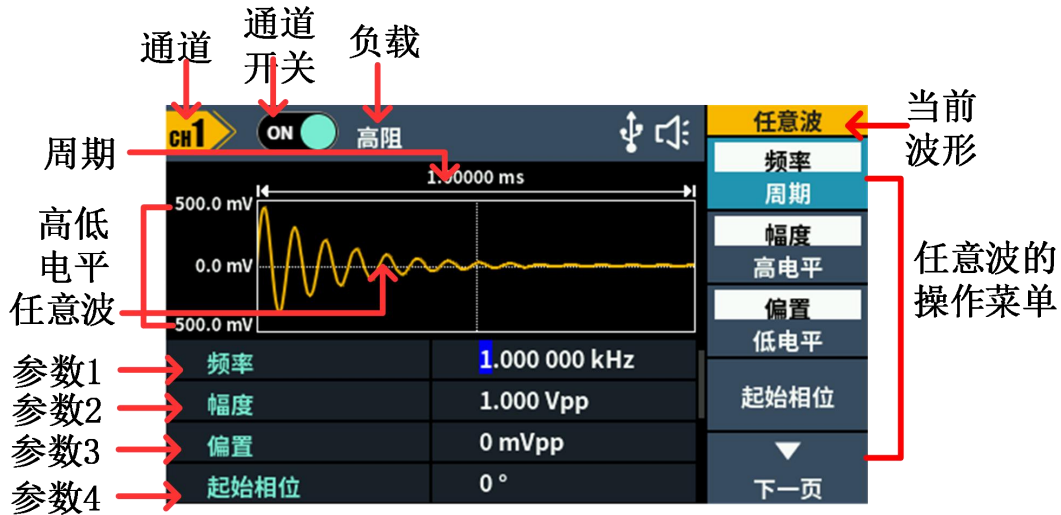 通道
通道
开关
负载
当前
波形
CH1
ON
高阻
任意波
周期
1.00000 ms
频率
周期
高低
电平
500.0 mV
0.0 mV
500.0 mV
幅度
高电平
任意波的
操作菜单
任意波
偏置
低电平
参数1
频率
1.000 000 kHz
参数2
幅度
1.000 Vpp
起始相位
参数3
偏置
0 mVpp
参数4
起始相位
0 °
下一页